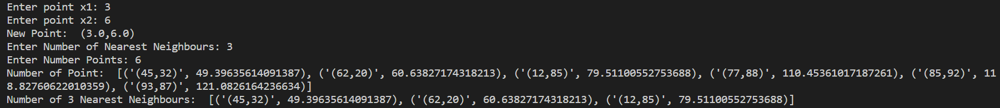 Enter point x1: 3
Enter point x2: 6
New Point:  (3.0,6.0)
Enter Number of Nearest Neighbours: 3
Enter Number Points: 6
Number of Point:  [('(45,32)', 49.39635614091387), ('(62,20)', 60.63827174318213), ('(12,85)', 79.51100552753688), ('(77,88)', 110.45361017187261), ('(85,92)', 11
8.82760622010359), ('(93,87)', 121.0826164236634)]
Number of 3 Nearest Neighbours:  [('(45,32)', 49.39635614091387), ('(62,20)', 60.63827174318213), ('(12,85)', 79.51100552753688)]